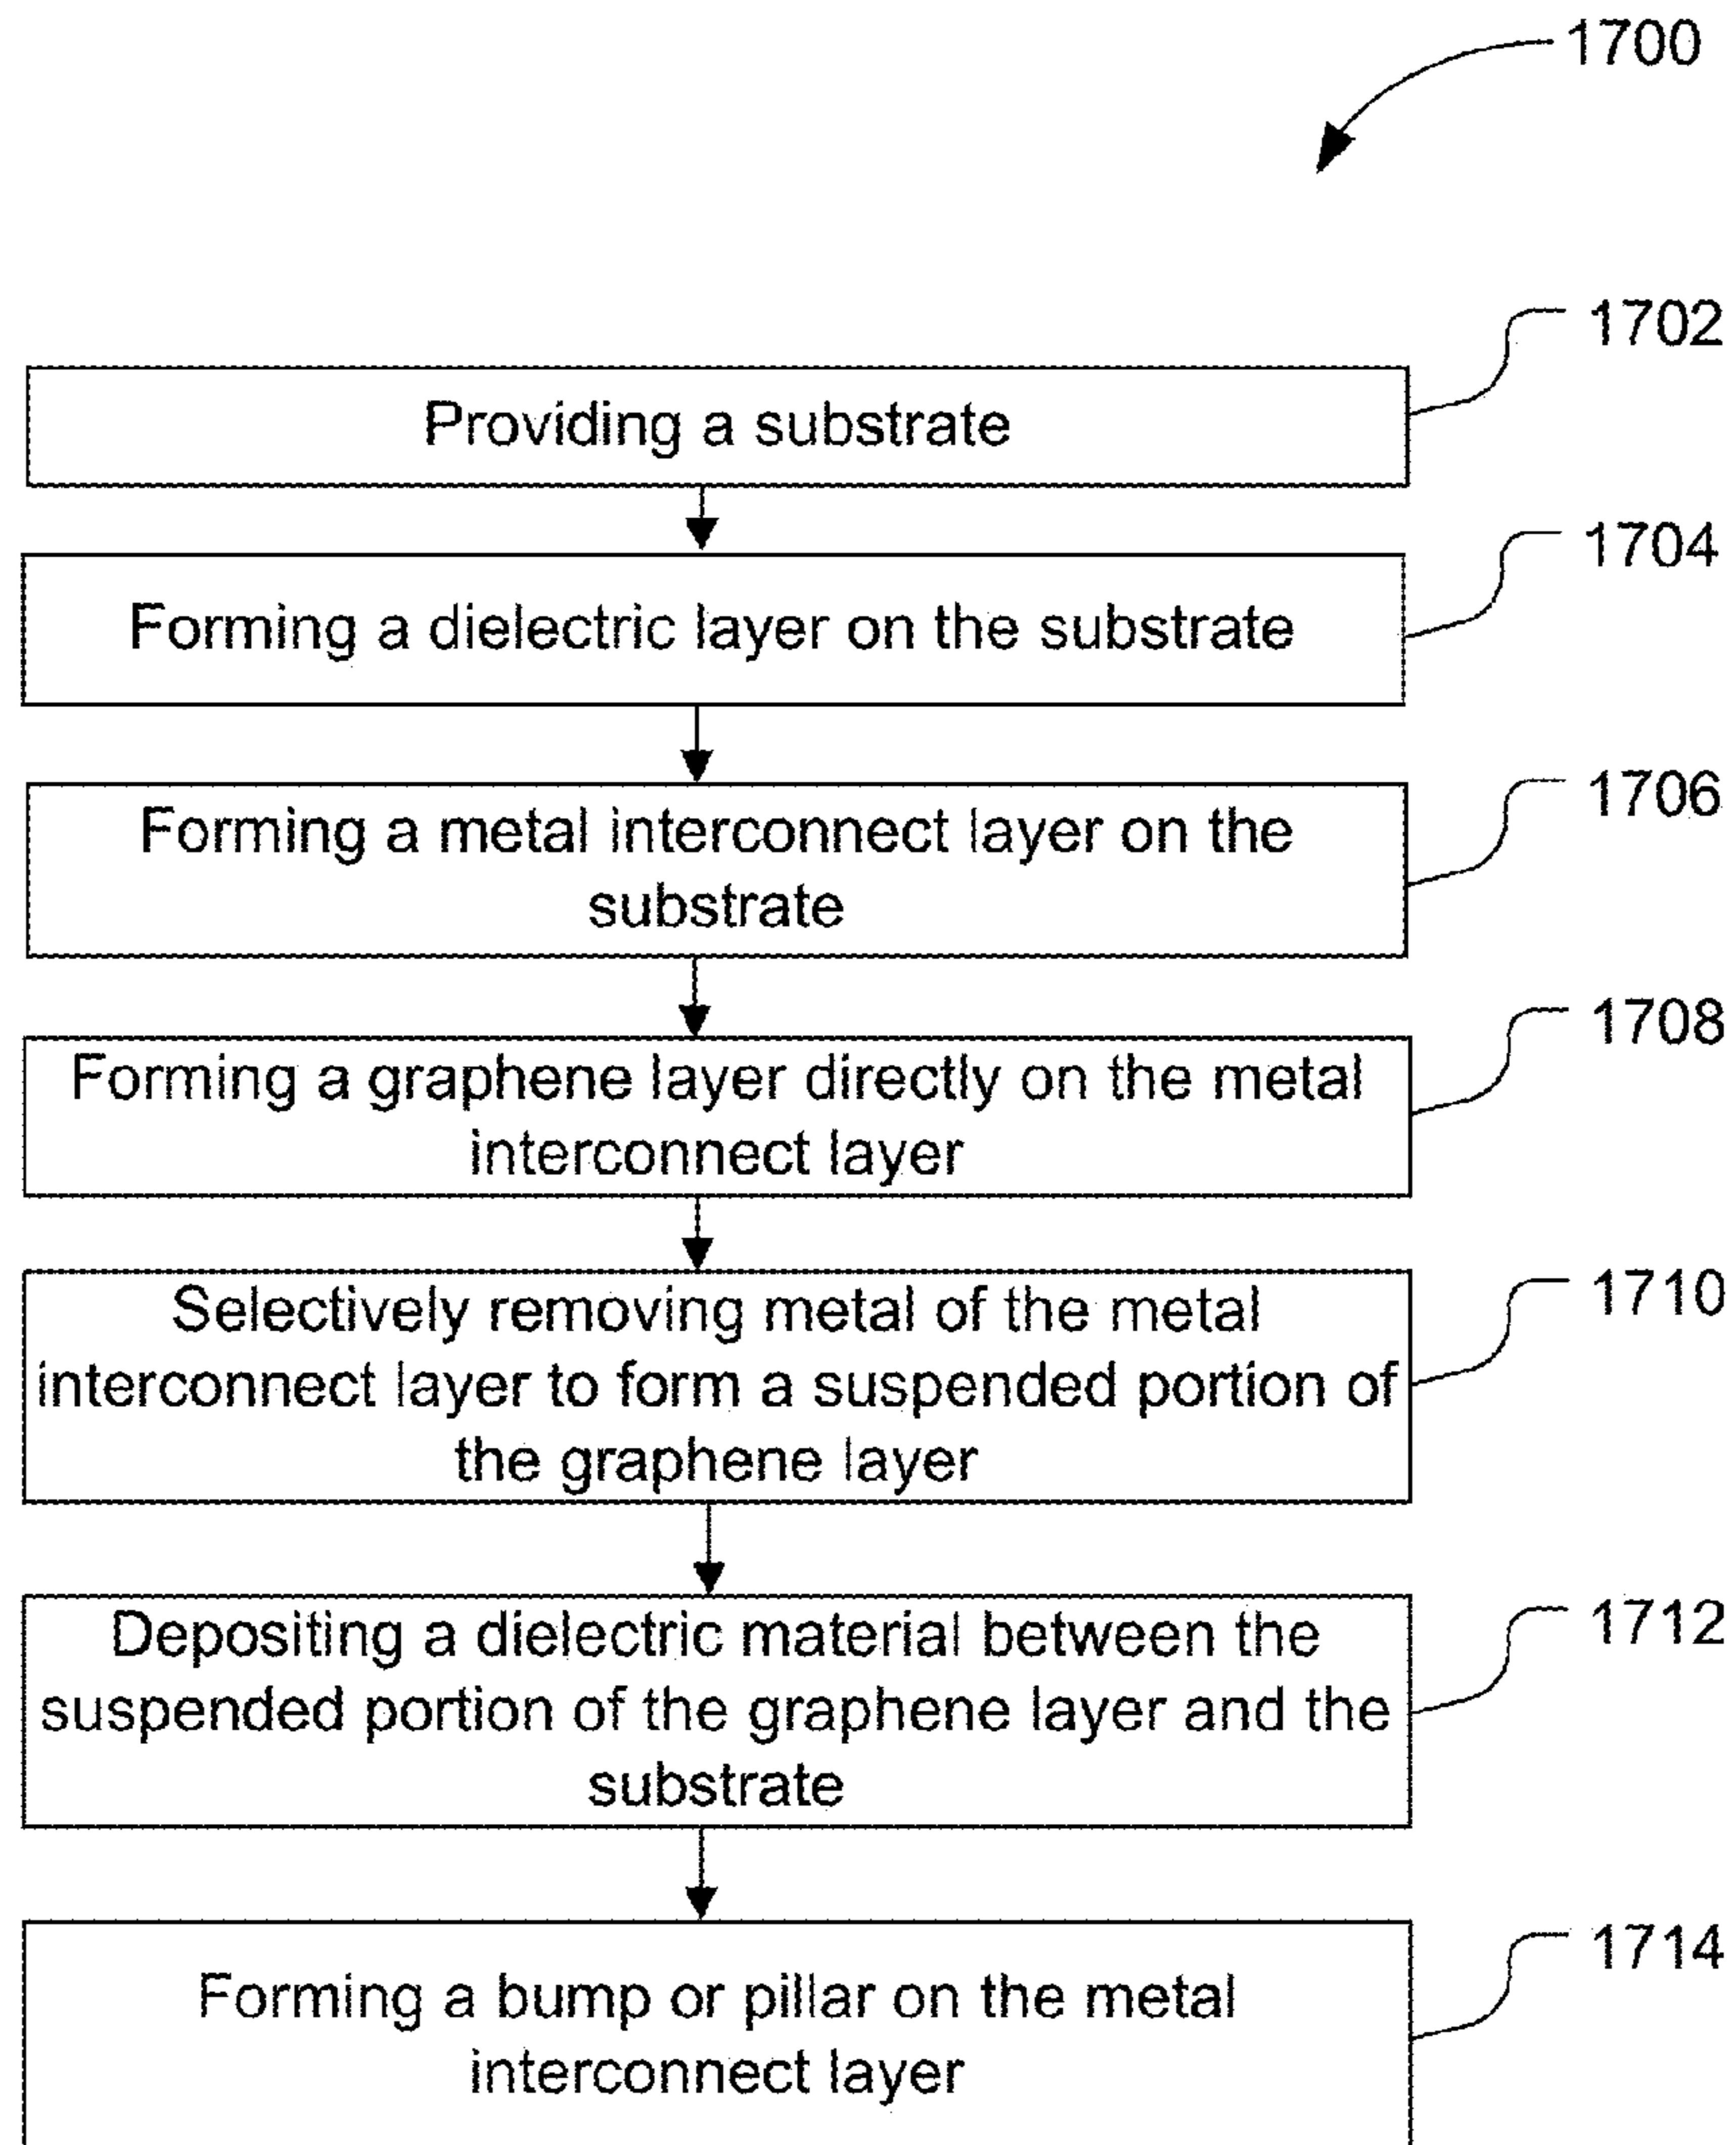 1700
1702
Providing a substrate
1704
Forming a dielectric layer on the substrate
1706
Forming a metal interconnect layer on the
substrate
1708
Forming a graphene layer directly on the metal
interconnect layer
1710
Selectively removing metal of the metal
interconnect layer to form a suspended portion of
the graphene layer
1712
Depositing a dielectric material between the
suspended portion of the graphene layer and the
substrate
1714
Forming a bump or pillar on the metal
interconnect layer